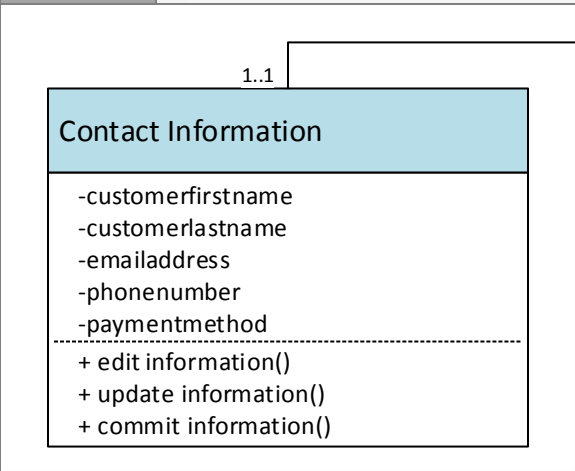 1..1
Contact Information
-customerfirstname
-customerlastname
-emailaddress
-phonenumber
-paymentmethod
+ edit information()
+ update information()
+ commit information()